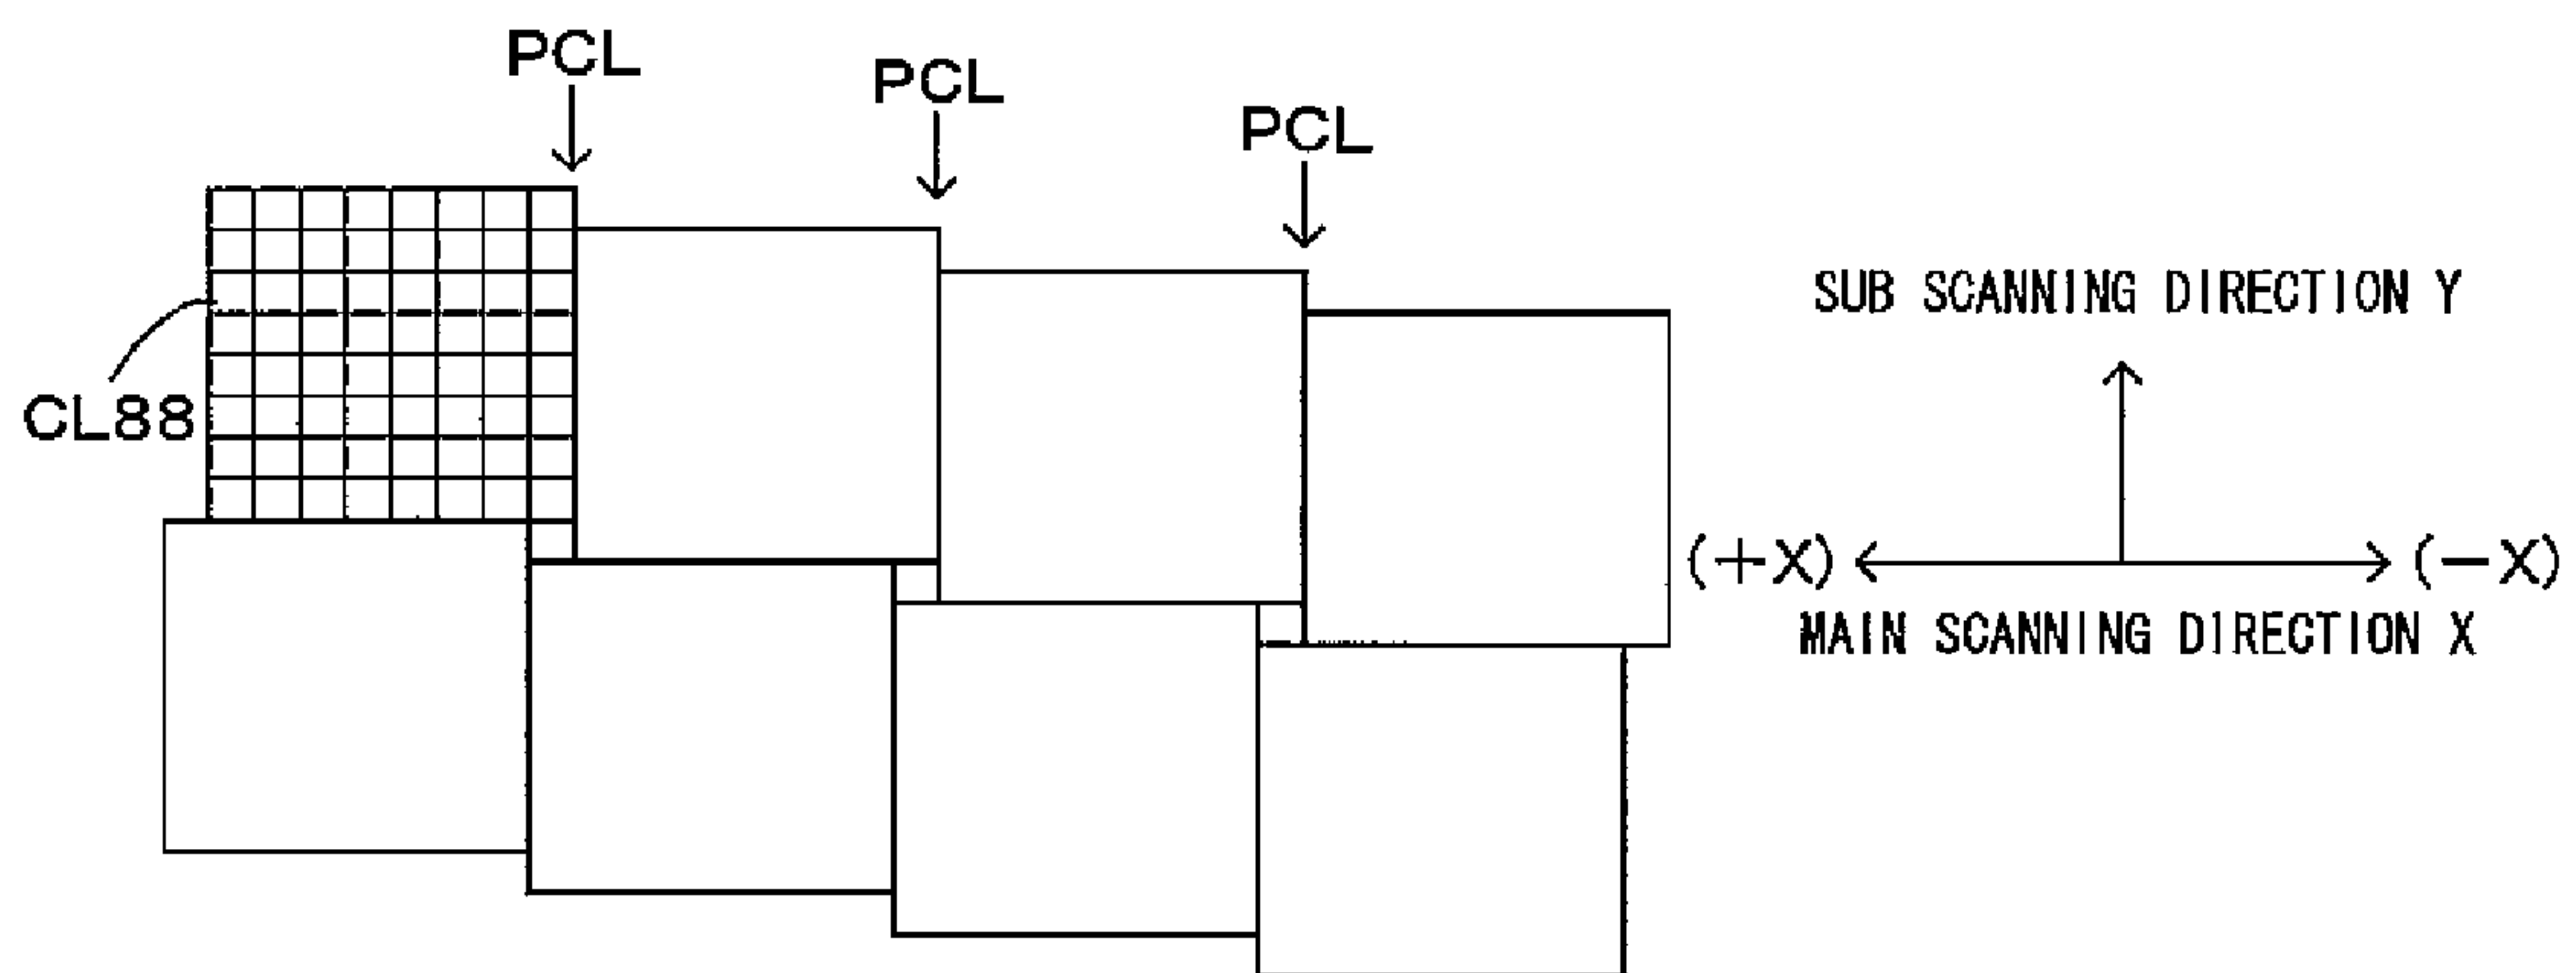 PCL
PCL
PCL
SUB SCANNING DIRECTION Y
CL88
(+X)
(−X)
MAIN SCANNING DIRECTION X